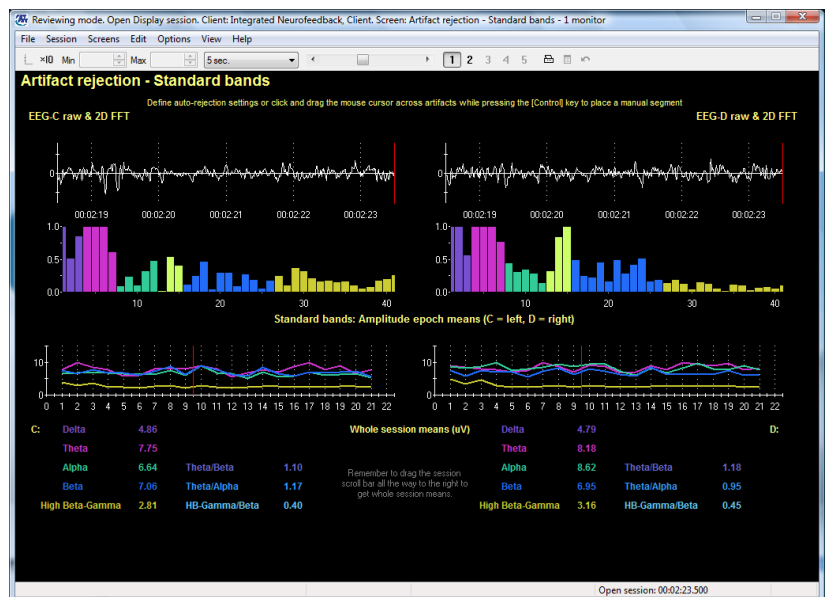 Reviewing mode. Open Display session. Client: Integrated Neurofeedback, Client. Screen: Artifact rejection - Standard bands - 1 monitor
File Session Screens Edit Options View Help
×10 Min Max 5 sec. 1 2 3 4 5
Artifact rejection - Standard bands
Define auto-rejection settings or click and drag the mouse cursor across artifacts while pressing the [Control] key to place a manual segment
EEG-C raw & 2D FFT EEG-D raw & 2D FFT
0 0
00:02:19 00:02:20 00:02:21 00:02:22 00:02:23 00:02:19 00:02:20 00:02:21 00:02:22 00:02:23
1.0 1.0
0.5 0.5
0.0 0.0
10 20 30 40 10 20 30 40
Standard bands: Amplitude epoch means (C = left, D = right)
10 10
0 0
0 1 2 3 4 5 6 7 8 9 10 11 12 13 14 15 16 17 18 19 20 21 22 0 1 2 3 4 5 6 7 8 9 10 11 12 13 14 15 16 17 18 19 20 21 22
C: Delta 4.86 Whole session means (uV) Delta 4.79 D:
Theta 7.75 Theta 8.18
Alpha 6.64 Theta/Beta 1.10 Alpha 8.62 Theta/Beta 1.18
Remember to drag the session
Beta 7.06 Theta/Alpha 1.17 scroll bar all the way to the right to Beta 6.95 Theta/Alpha 0.95
get whole session means.
High Beta-Gamma 2.81 HB-Gamma/Beta 0.40 High Beta-Gamma 3.16 HB-Gamma/Beta 0.45
Open session: 00:02:23.500